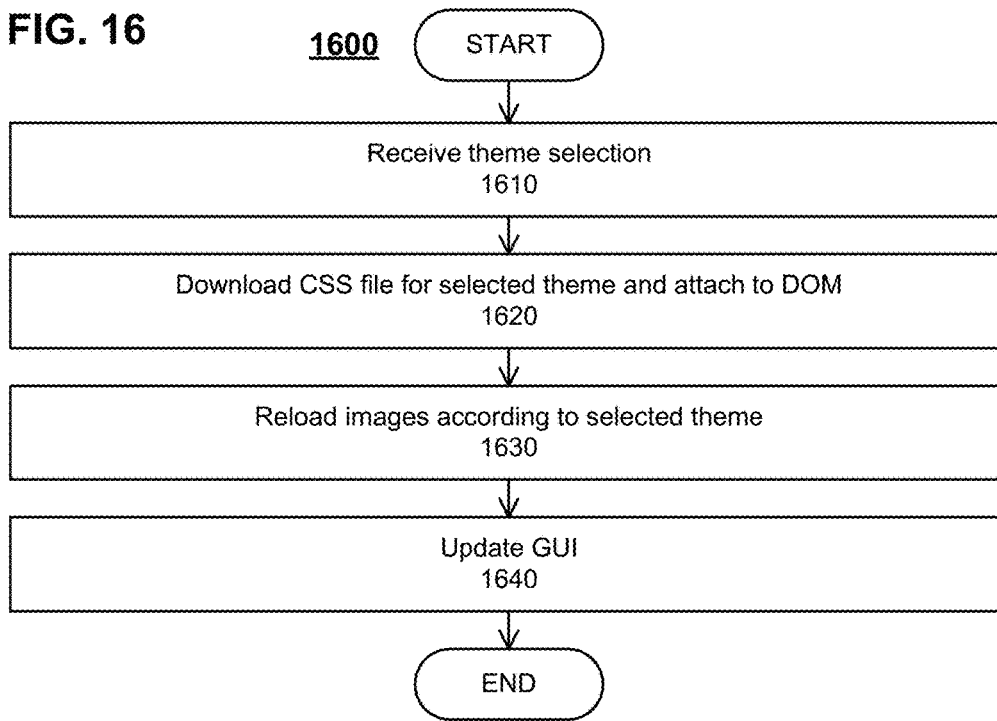 FIG. 16
1600
START
Receive theme selection
1610
Download CSS file for selected theme and attach to DOM
1620
Reload images according to selected theme
1630
Update GUI
1640
END